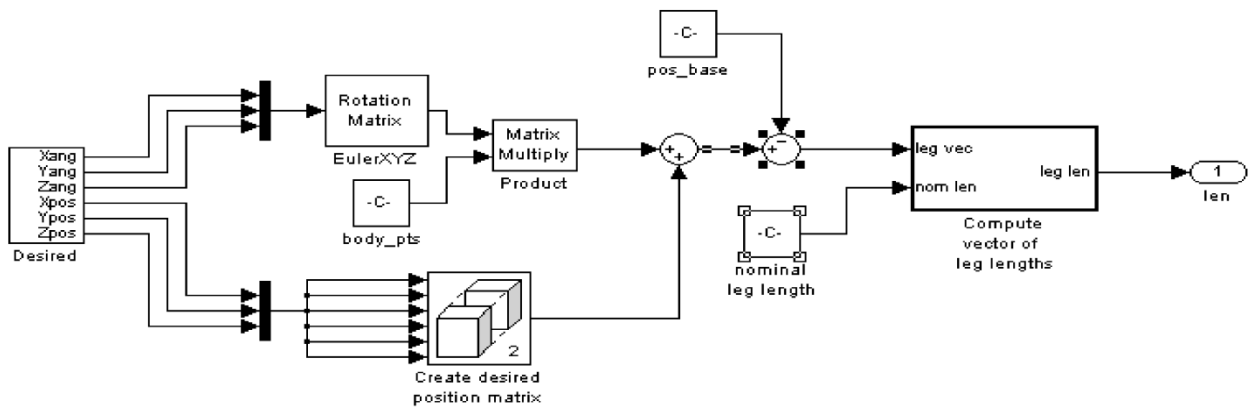 -C-
pos_base
Rotation
Matrix
EulerXYZ
Matrix
Multiply
Product
-C-
body_pts
Xang
Yang
Zang
Xpos
Ypos
Zpos
Desired
+
+
+
−
leg vec
nom len
leg len
Compute
vector of
leg lengths
1
len
-C-
nominal
leg length
2
Create desired
position matrix